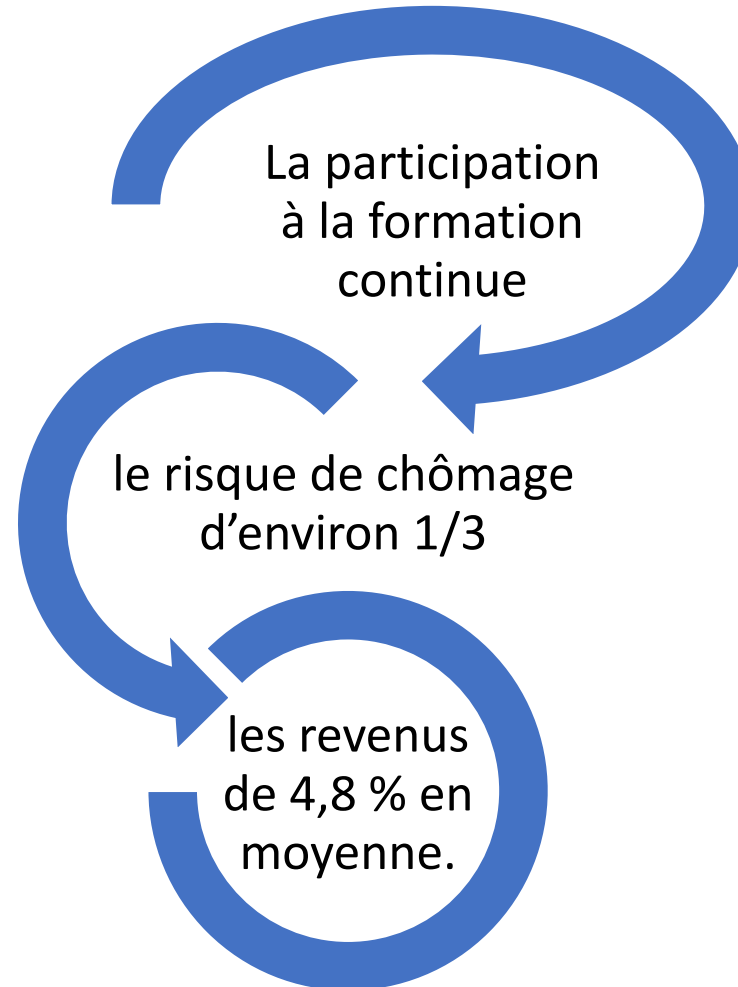 La participation
à la formation
continue
le risque de chômage
d’environ 1/3
les revenus
de 4,8 % en
moyenne.